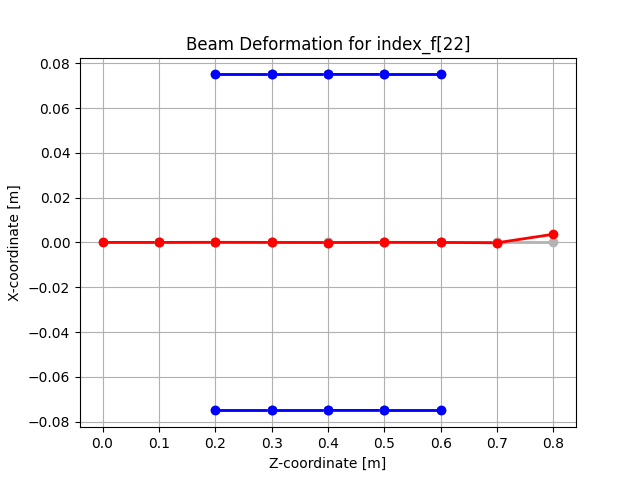 Beam Deformation for index_f[22]
0.08
0.06
0.04
0.02
0.00
−0.02
−0.04
−0.06
−0.08
X-coordinate [m]
0.0 0.1 0.2 0.3 0.4 0.5 0.6 0.7 0.8
Z-coordinate [m]